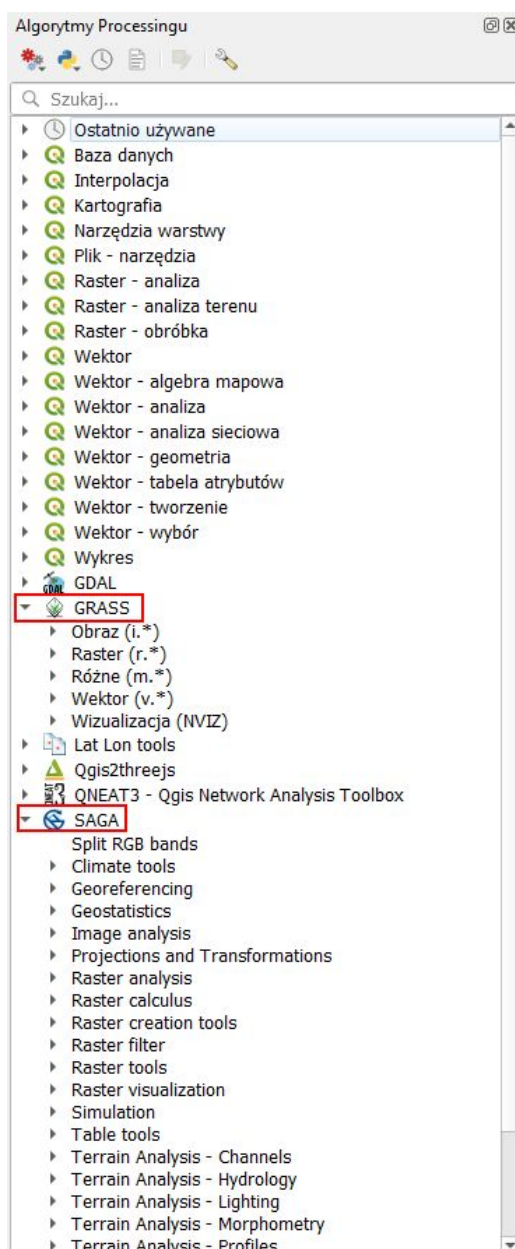 Algorytmy Processingu
Szukaj...
Ostatnio używane
Baza danych
Interpolacja
Kartografia
Narzędzia warstwy
Plik - narzędzia
Raster - analiza
Raster - analiza terenu
Raster - obróbka
Wektor
Wektor - algebra mapowa
Wektor - analiza
Wektor - analiza sieciowa
Wektor - geometria
Wektor - tabela atrybutów
Wektor - tworzenie
Wektor - wybór
Wykres
GDAL GDAL
GRASS
Obraz (i.*)
Raster (r.*)
Różne (m.*)
Wektor (v.*)
Wizualizacja (NVIZ)
Lat Lon tools
Qgis2threejs
QNEAT3 - Qgis Network Analysis Toolbox
SAGA
Split RGB bands
Climate tools
Georeferencing
Geostatistics
Image analysis
Projections and Transformations
Raster analysis
Raster calculus
Raster creation tools
Raster filter
Raster tools
Raster visualization
Simulation
Table tools
Terrain Analysis - Channels
Terrain Analysis - Hydrology
Terrain Analysis - Lighting
Terrain Analysis - Morphometry
Terrain Analysis - Profiles